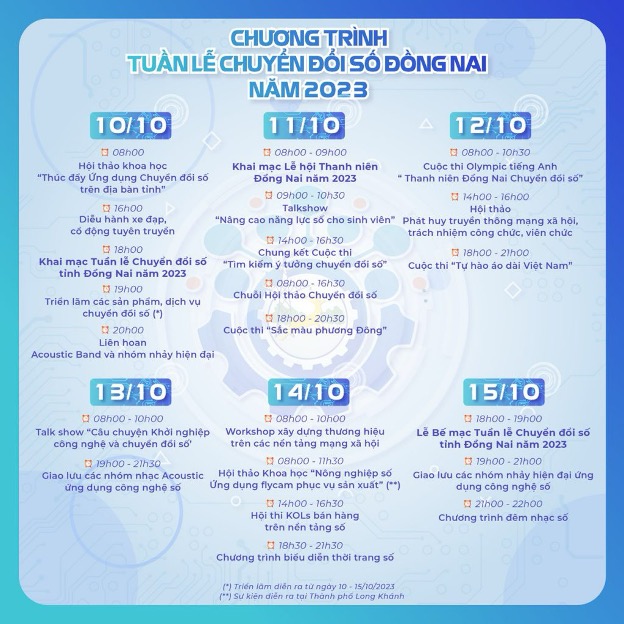 CHƯƠNG TRÌNH
TUẦN LỄ CHUYỂN ĐỔI SỐ ĐỒNG NAI
NĂM 2023
10/10
08h00
Hội thảo khoa học
“Thúc đẩy Ứng dụng Chuyển đổi số
trên địa bàn tỉnh”
16h00
Diễu hành xe đạp,
cổ động tuyên truyền
18h00
Khai mạc Tuần lễ Chuyển đổi số
tỉnh Đồng Nai năm 2023
19h00
Triển lãm các sản phẩm, dịch vụ
chuyển đổi số (*)
20h00
Liên hoan
Acoustic Band và nhóm nhảy hiện đại
11/10
08h00 - 09h00
Khai mạc Lễ hội Thanh niên
Đồng Nai năm 2023
09h00 - 10h30
Talkshow
“Nâng cao năng lực số cho sinh viên”
14h00 - 16h30
Chung kết Cuộc thi
“Tìm kiếm ý tưởng chuyển đổi số”
08h00 - 16h30
Chuỗi Hội thảo Chuyển đổi số
18h00 - 20h30
Cuộc thi “Sắc màu phương Đông”
12/10
08h00 - 10h30
Cuộc thi Olympic tiếng Anh
“ Thanh niên Đồng Nai Chuyển đổi số”
14h00 - 16h00
Hội thảo
Phát huy truyền thông mạng xã hội,
trách nhiệm công chức, viên chức
18h00 - 21h00
Cuộc thi “Tự hào áo dài Việt Nam”
13/10
08h00 - 10h00
Talk show “Câu chuyện Khởi nghiệp
công nghệ và chuyển đổi số’
19h00 - 21h30
Giao lưu các nhóm nhạc Acoustic
ứng dụng công nghệ số
14/10
08h00 - 10h00
Workshop xây dựng thương hiệu
trên các nền tảng mạng xã hội
08h00 - 11h30
Hội thảo Khoa học “Nông nghiệp số
Ứng dụng flycam phục vụ sản xuất” (**)
14h00 - 16h00
Hội thi KOLs bán hàng
trên nền tảng số
18h30 - 21h30
Chương trình biểu diễn thời trang số
15/10
18h00 - 19h00
Lễ Bế mạc Tuần lễ Chuyển đổi số
tỉnh Đồng Nai năm 2023
19h00 - 21h00
Giao lưu các nhóm nhảy hiện đại ứng
dụng công nghệ số
21h00 - 22h00
Chương trình đêm nhạc số
(*) Triển lãm diễn ra từ ngày 10 - 15/10/2023
(**) Sự kiện diễn ra tại Thành phố Long Khánh